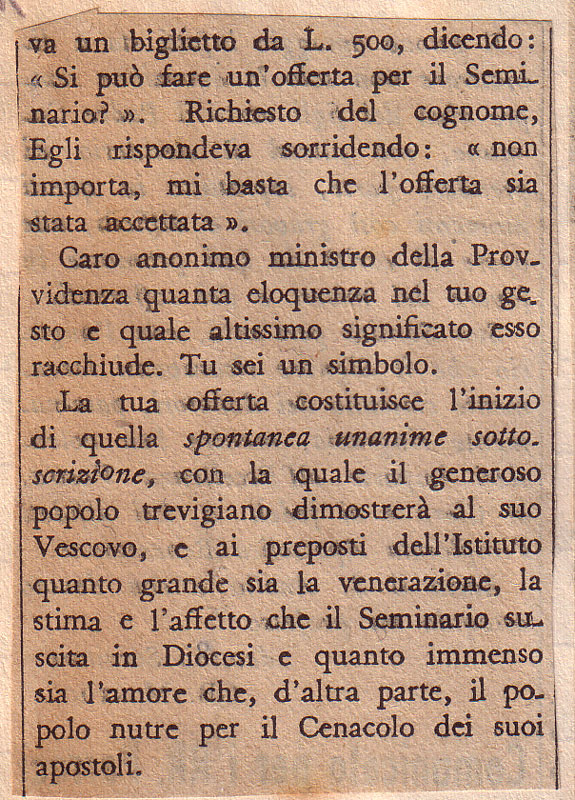 va un biglietto da L. 500, dicendo:
« Si può fare un'offerta per il Semi-
nario? ». Richiesto del cognome,
Egli rispondeva sorridendo: « non
importa, mi basta che l'offerta sia
stata accettata ».
Caro anonimo ministro della Prov-
videnza quanta eloquenza nel tuo ge-
sto e quale altissimo significato esso
racchiude. Tu sei un simbolo.
La tua offerta costituisce l'inizio
di quella spontanea unanime sotto-
scrizione, con la quale il generoso
popolo trevigiano dimostrerà al suo
Vescovo, e ai preposti dell'Istituto
quanto grande sia la venerazione, la
stima e l'affetto che il Seminario su-
scita in Diocesi e quanto immenso
sia l'amore che, d'altra parte, il po-
polo nutre per il Cenacolo dei suoi
apostoli.